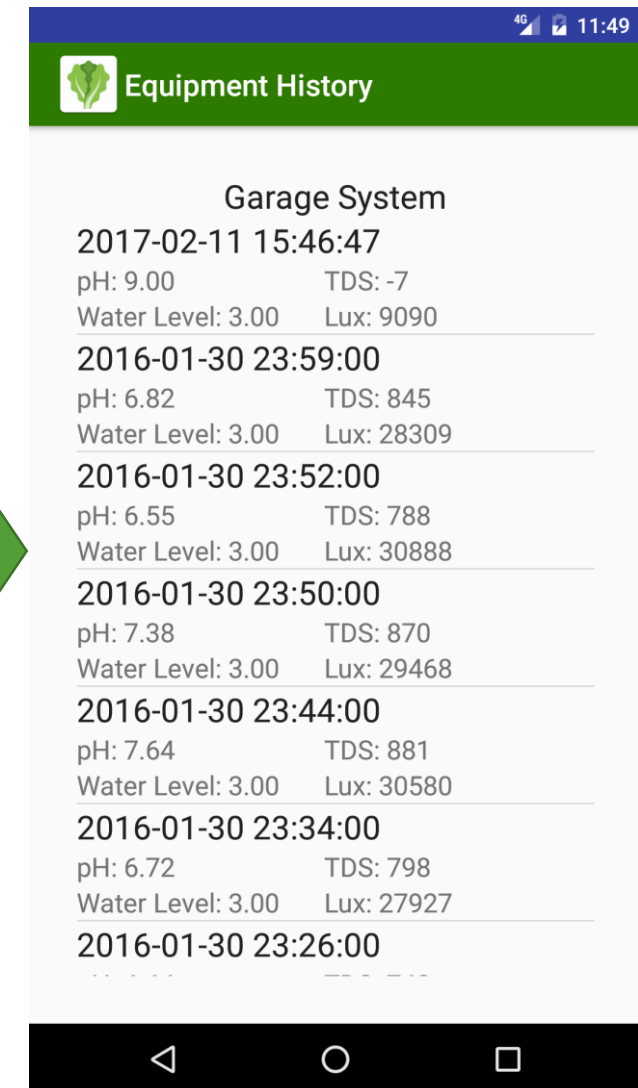 4G 11:49
Equipment History
Garage System
2017-02-11 15:46:47
pH: 9.00 TDS: -7
Water Level: 3.00 Lux: 9090
2016-01-30 23:59:00
pH: 6.82 TDS: 845
Water Level: 3.00 Lux: 28309
2016-01-30 23:52:00
pH: 6.55 TDS: 788
Water Level: 3.00 Lux: 30888
2016-01-30 23:50:00
pH: 7.38 TDS: 870
Water Level: 3.00 Lux: 29468
2016-01-30 23:44:00
pH: 7.64 TDS: 881
Water Level: 3.00 Lux: 30580
2016-01-30 23:34:00
pH: 6.72 TDS: 798
Water Level: 3.00 Lux: 27927
2016-01-30 23:26:00